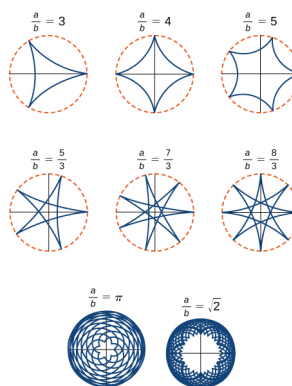 a/b = 3
a/b = 4
a/b = 5
a/b = 5/3
a/b = 7/3
a/b = 8/3
a/b = π
a/b = √2